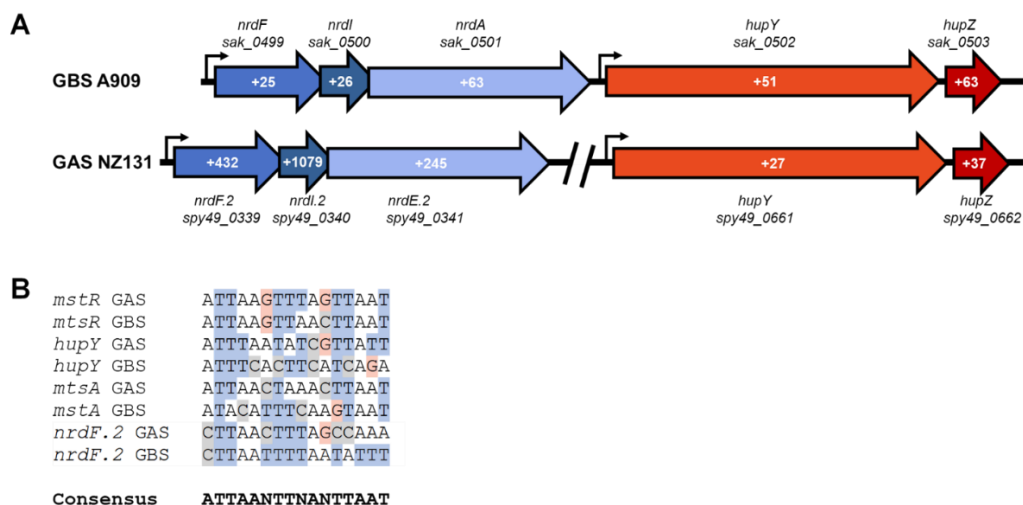 A
nrdF nrdI nrdA hupY hupZ
sak_0499 sak_0500 sak_0501 sak_0502 sak_0503
GBS A909 +25 +26 +63 +51 +63
GAS NZ131 +432 +1079 +245 +27 +37
nrdF.2 nrdI.2 nrdE.2 hupY hupZ
spy49_0339 spy49_0340 spy49_0341 spy49_0661 spy49_0662
B
mstR GAS ATTAAGTTTAGTTAAT
mtsR GBS ATTAAGTTAACTTAAT
hupY GAS ATTTAATATCGTTATT
hupY GBS ATTTCACTTCATCAGA
mtsA GAS ATTAACTAAACTTAAT
mstA GBS ATACATTTCAAGTAAT
nrdF.2 GAS CTTAACTTTAGCCAAA
nrdF.2 GBS CTTAATTTTAATATTT
Consensus ATTAANTTNANTTAAT